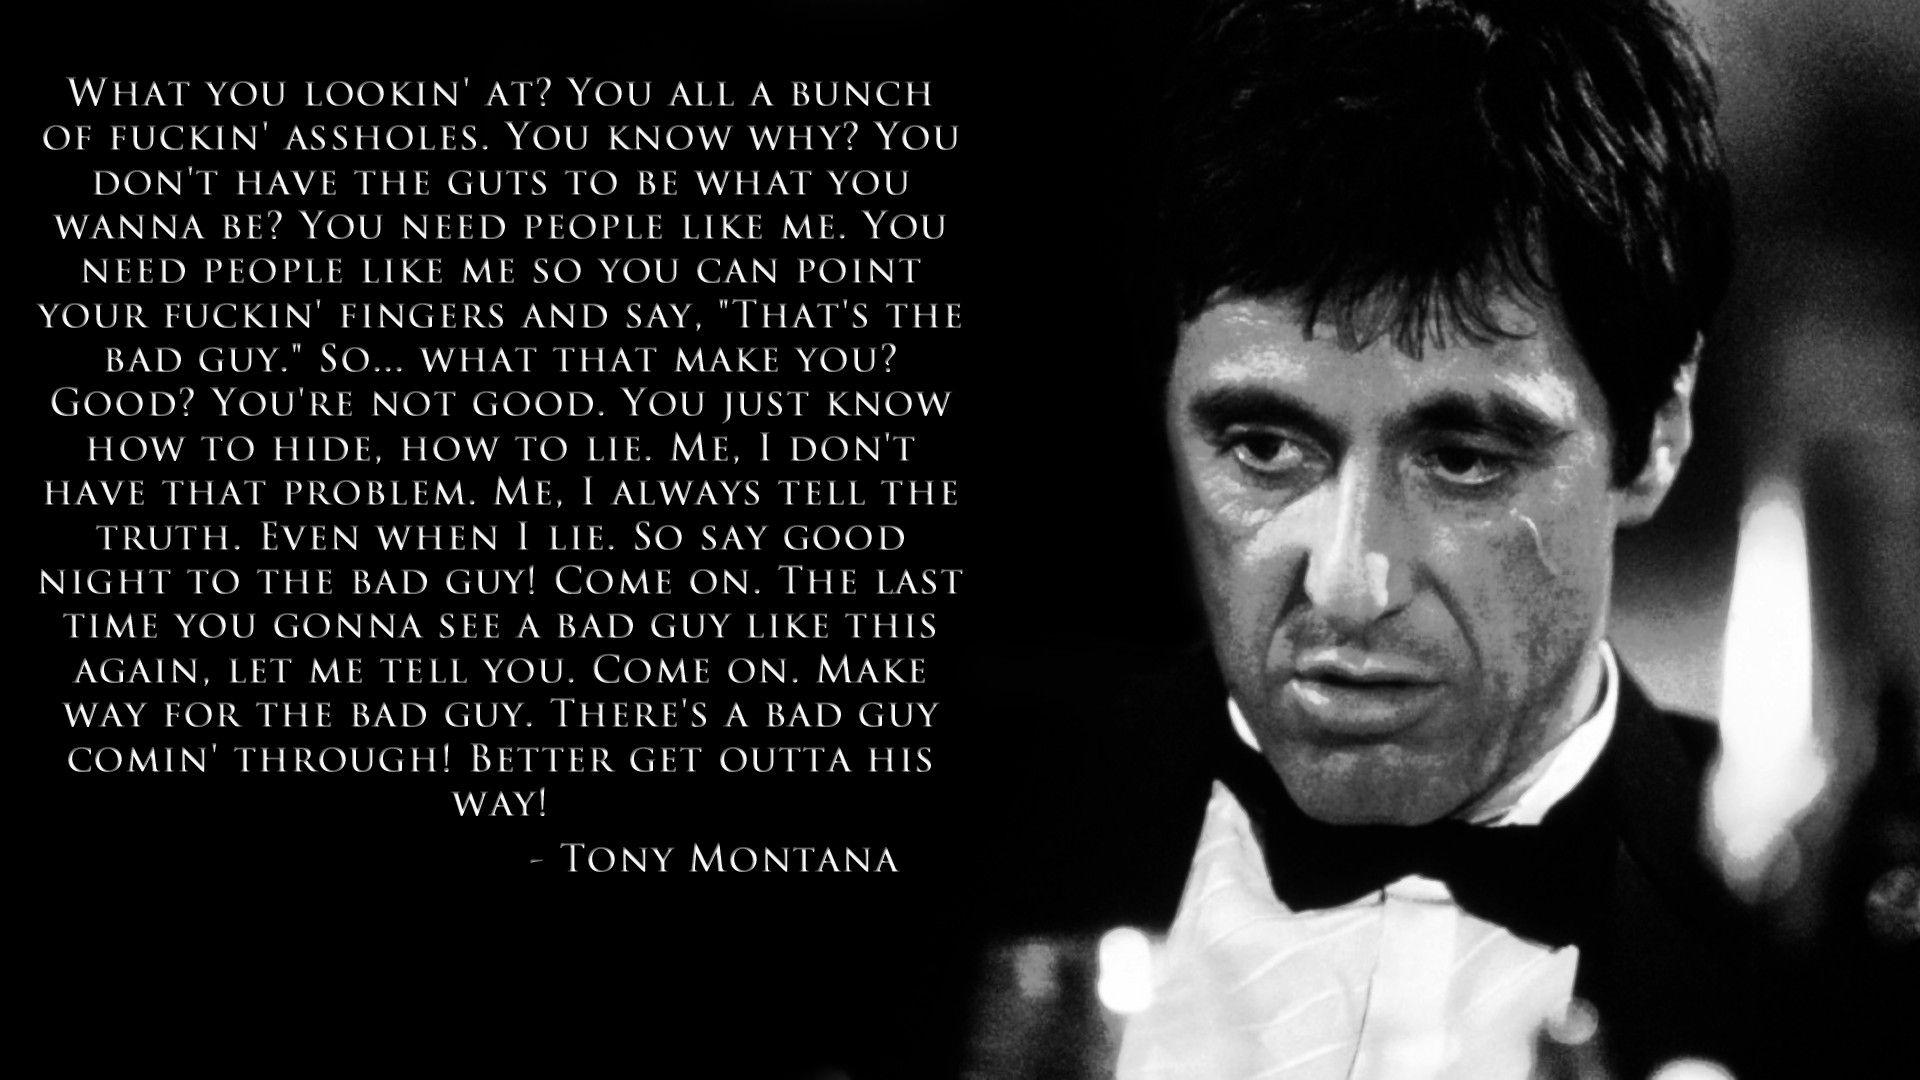 What you lookin' at? You all a bunch
of fuckin' assholes. You know why? You
don't have the guts to be what you
wanna be? You need people like me. You
need people like me so you can point
your fuckin' fingers and say, "That's the
bad guy." So... what that make you?
Good? You're not good. You just know
how to hide, how to lie. Me, I don't
have that problem. Me, I always tell the
truth. Even when I lie. So say good
night to the bad guy! Come on. The last
time you gonna see a bad guy like this
again, let me tell you. Come on. Make
way for the bad guy. There's a bad guy
comin' through! Better get outta his
way!
- Tony Montana